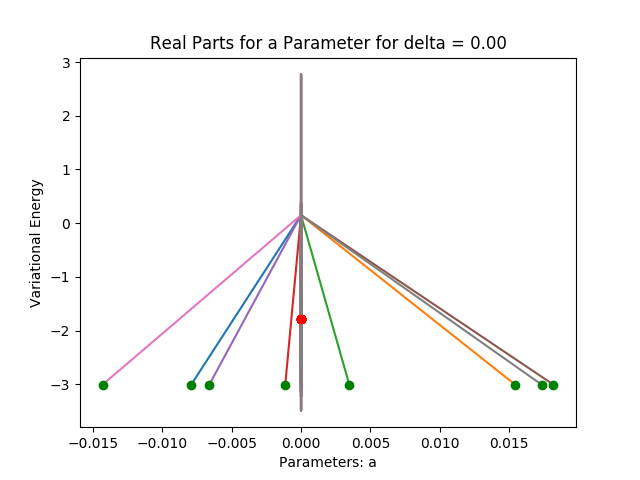 Real Parts for a Parameter for delta = 0.00
3
2
1
0
−1
−2
−3
Variational Energy
−0.015 −0.010 −0.005 0.000 0.005 0.010 0.015
Parameters: a